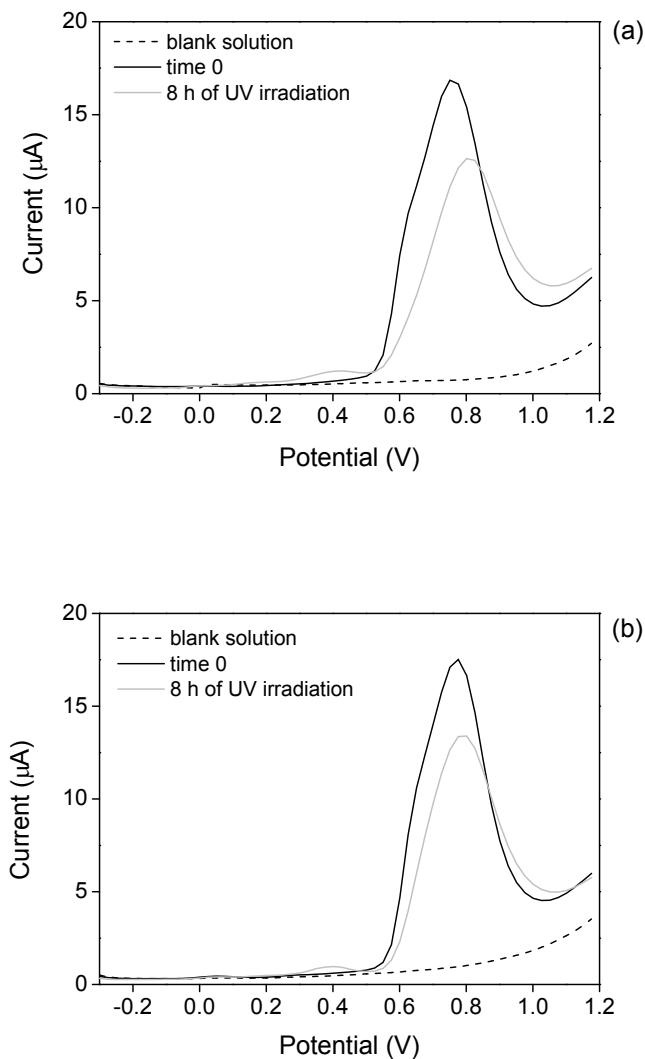 (a)
blank solution
time 0
8 h of UV irradiation
20
15
10
5
0
Current (μA)
-0.2 0.0 0.2 0.4 0.6 0.8 1.0 1.2
Potential (V)
(b)
blank solution
time 0
8 h of UV irradiation
20
15
10
5
0
Current (μA)
-0.2 0.0 0.2 0.4 0.6 0.8 1.0 1.2
Potential (V)